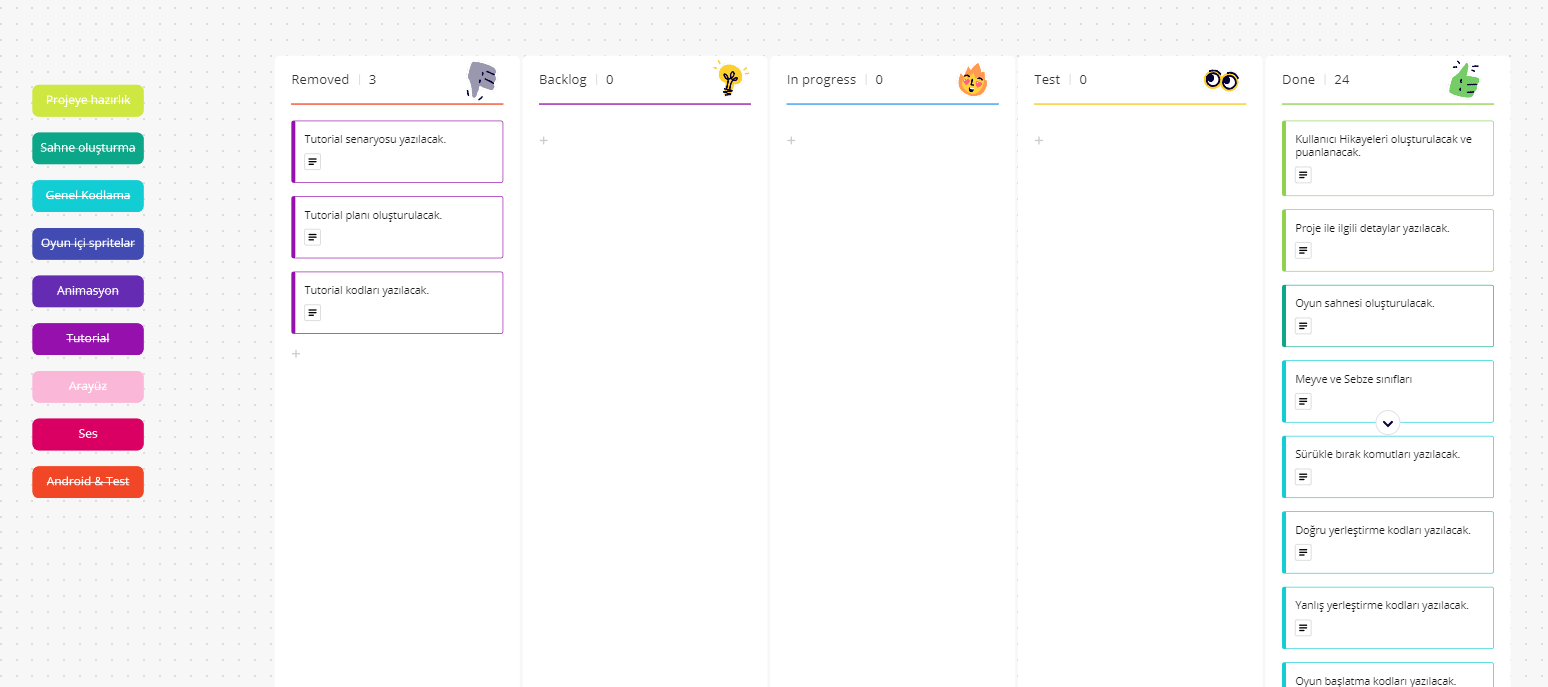 Projeye hazırlık
Sahne oluşturma
Genel Kodlama
Oyun içi spritelar
Animasyon
Tutorial
Arayüz
Ses
Android & Test
Removed 3
Tutorial senaryosu yazılacak.
Tutorial planı oluşturulacak.
Tutorial kodları yazılacak.
Backlog 0
In progress 0
Test 0
Done 24
Kullanıcı Hikayeleri oluşturulacak ve
puanlanacak.
Proje ile ilgili detaylar yazılacak.
Oyun sahnesi oluşturulacak.
Meyve ve Sebze sınıfları
Sürükle bırak komutları yazılacak.
Doğru yerleştirme kodları yazılacak.
Yanlış yerleştirme kodları yazılacak.
Oyun başlatma kodları yazılacak.